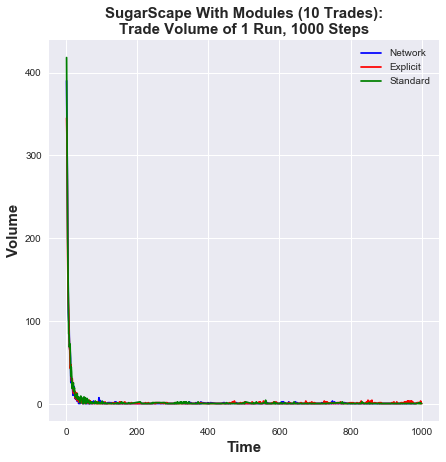 SugarScape With Modules (10 Trades):
Trade Volume of 1 Run, 1000 Steps
Network
Explicit
Standard
400
300
200
100
0
Volume
0
200
400
600
800
1000
Time